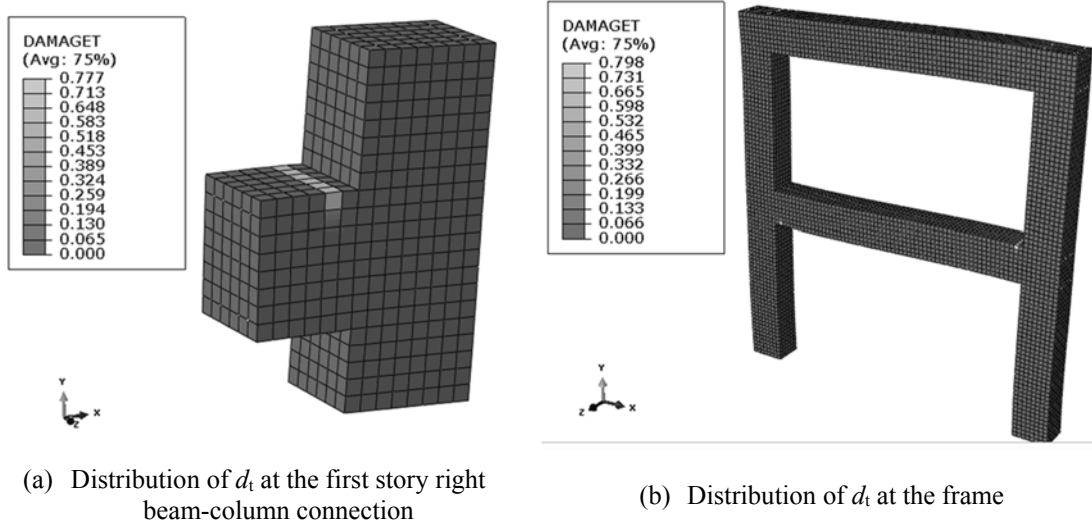 DAMAGET
(Avg: 75%)
0.777
0.713
0.648
0.583
0.518
0.453
0.389
0.324
0.259
0.194
0.130
0.065
0.000
Y
X
Z
(a) Distribution of dt at the first story right
beam-column connection
DAMAGET
(Avg: 75%)
0.798
0.731
0.665
0.598
0.532
0.465
0.399
0.332
0.266
0.199
0.133
0.066
0.000
Y
Z X
(b) Distribution of dt at the frame